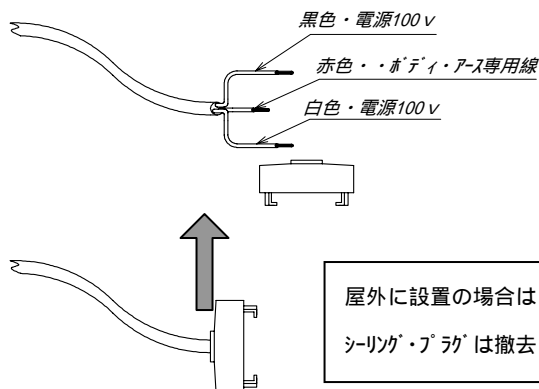 黒色・電源100v
赤色・・ﾎﾞﾃﾞｨ・ｱｰｽ専用線
白色・電源100v
屋外に設置の場合は
ｼｰﾘﾝｸﾞ・ﾌﾟﾗｸﾞは撤去